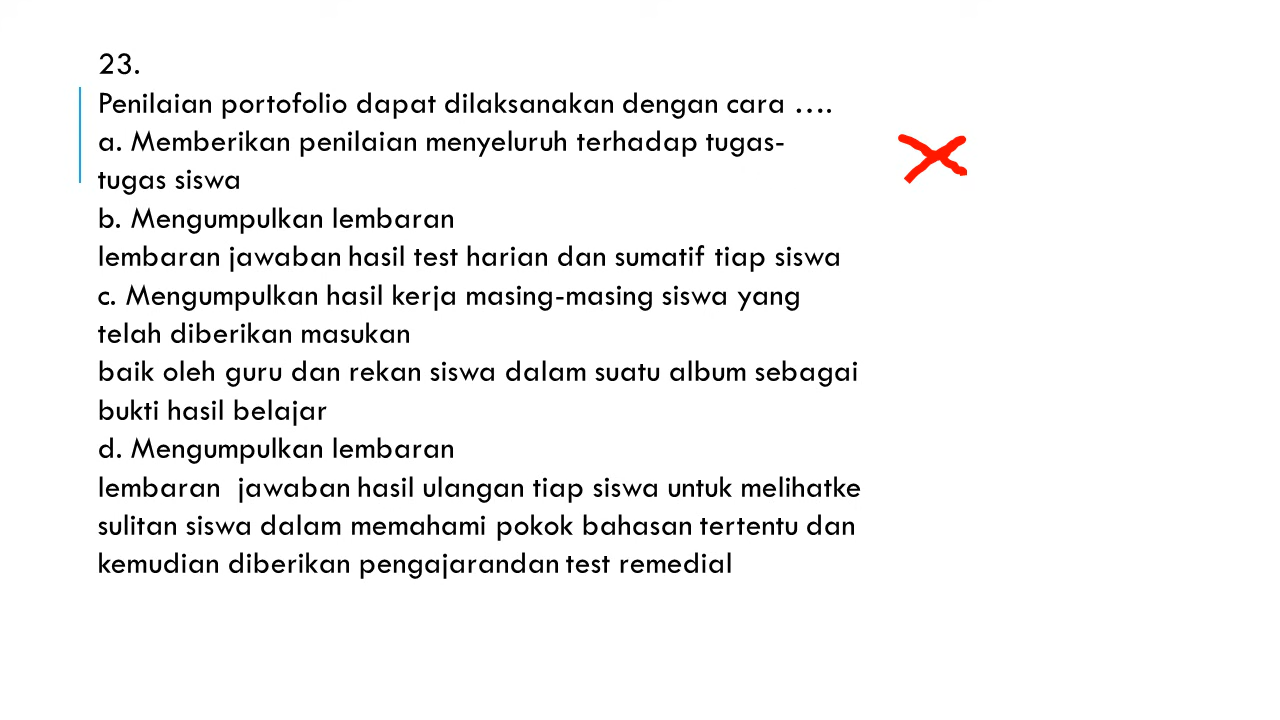 23.
Penilaian portofolio dapat dilaksanakan dengan cara ….
a. Memberikan penilaian menyeluruh terhadap tugas-
tugas siswa
b. Mengumpulkan lembaran
lembaran jawaban hasil test harian dan sumatif tiap siswa
c. Mengumpulkan hasil kerja masing-masing siswa yang
telah diberikan masukan
baik oleh guru dan rekan siswa dalam suatu album sebagai
bukti hasil belajar
d. Mengumpulkan lembaran
lembaran  jawaban hasil ulangan tiap siswa untuk melihatke
sulitan siswa dalam memahami pokok bahasan tertentu dan
kemudian diberikan pengajarandan test remedial